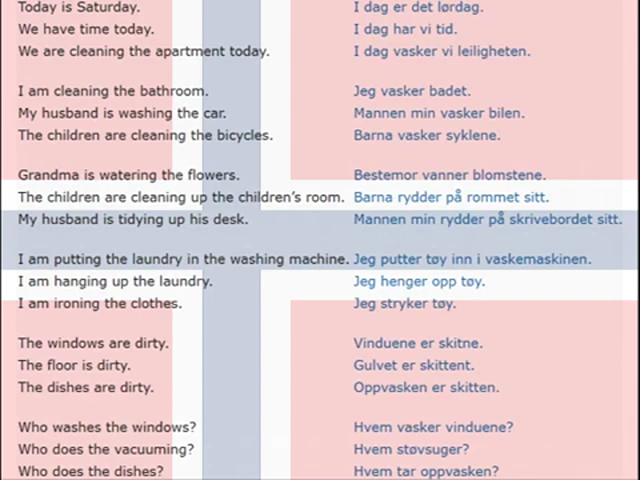 Today is Saturday. I dag er det lørdag.
We have time today. I dag har vi tid.
We are cleaning the apartment today. I dag vasker vi leiligheten.
I am cleaning the bathroom. Jeg vasker badet.
My husband is washing the car. Mannen min vasker bilen.
The children are cleaning the bicycles. Barna vasker syklene.
Grandma is watering the flowers. Bestemor vanner blomstene.
The children are cleaning up the children’s room. Barna rydder på rommet sitt.
My husband is tidying up his desk. Mannen min rydder på skrivebordet sitt.
I am putting the laundry in the washing machine. Jeg putter tøy inn i vaskemaskinen.
I am hanging up the laundry. Jeg henger opp tøy.
I am ironing the clothes. Jeg stryker tøy.
The windows are dirty. Vinduene er skitne.
The floor is dirty. Gulvet er skittent.
The dishes are dirty. Oppvasken er skitten.
Who washes the windows? Hvem vasker vinduene?
Who does the vacuuming? Hvem støvsuger?
Who does the dishes? Hvem tar oppvasken?